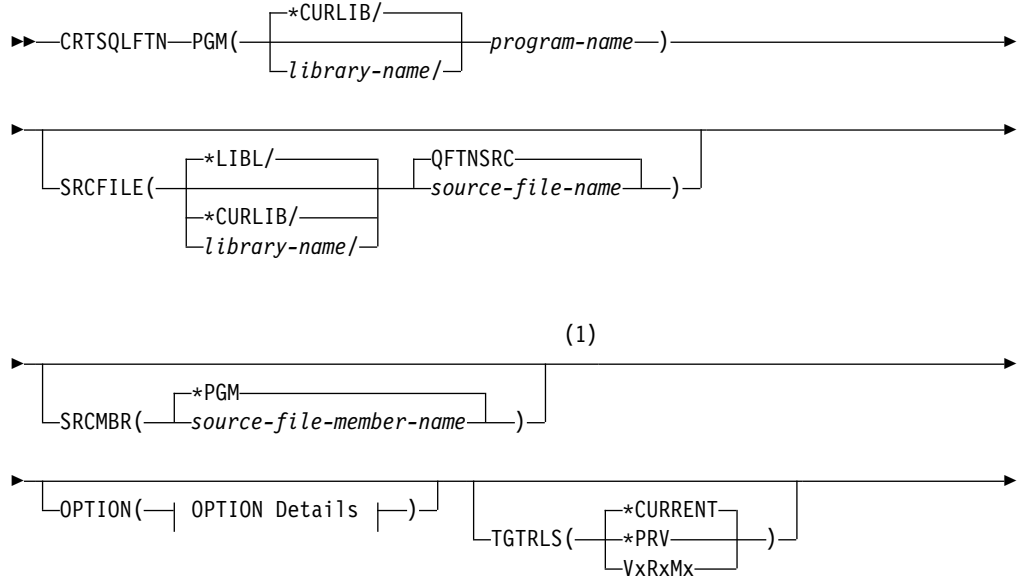 *CURLIB/
CRTSQLFTN PGM( program-name )
library-name/
*LIBL/ QFTNSRC
SRCFILE( source-file-name )
*CURLIB/
library-name/
(1)
*PGM
SRCMBR( source-file-member-name )
OPTION( OPTION Details ) *CURRENT
TGTRLS( *PRV )
VxRxMx